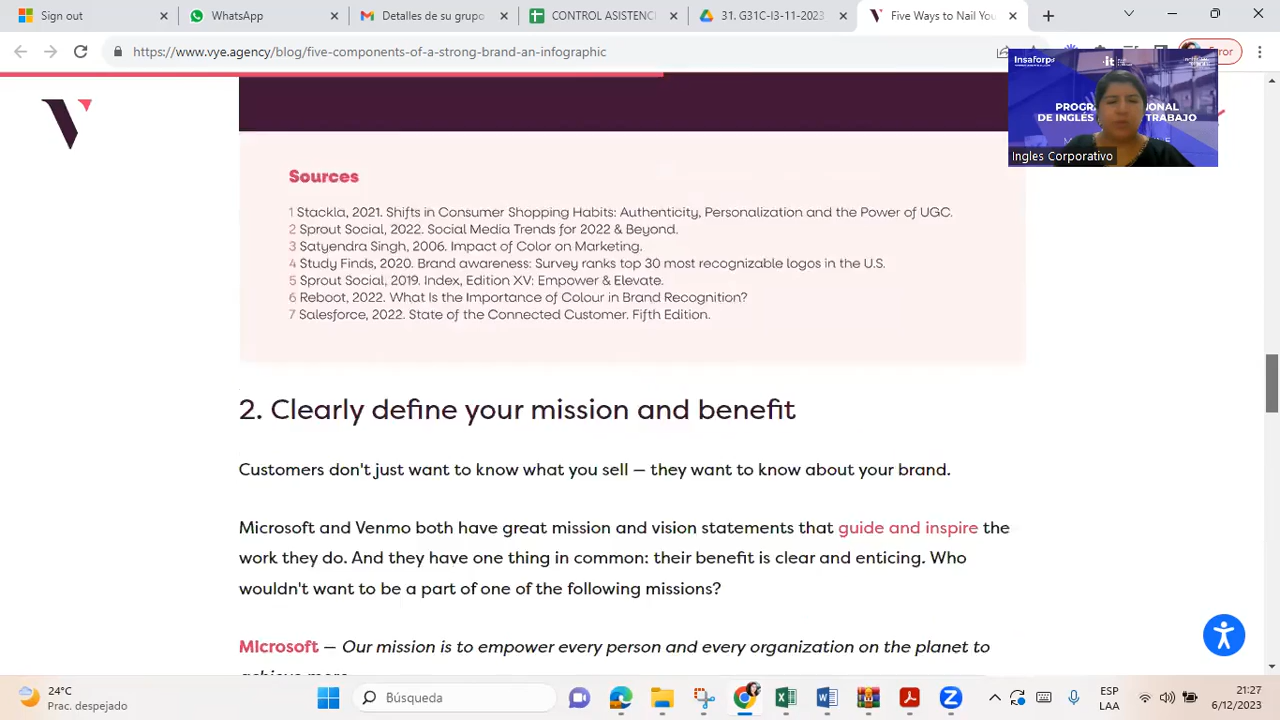 Sign out
WhatsApp
Detalles de su grupo
CONTROL ASISTENC
31. G31C-I3-11-2023
Five Ways to Nail You
https://www.vye.agency/blog/five-components-of-a-strong-brand-an-infographic
Error
Insaforp
DE INGLÉS
TRABAJO
Ingles Corporativo
Sources
1 Stackla, 2021. Shifts in Consumer Shopping Habits: Authenticity, Personalization and the Power of UGC.
2 Sprout Social, 2022. Social Media Trends for 2022 & Beyond.
3 Satyendra Singh, 2006. Impact of Color on Marketing.
4 Study Finds, 2020. Brand awareness: Survey ranks top 30 most recognizable logos in the U.S.
5 Sprout Social, 2019. Index, Edition XV: Empower & Elevate.
6 Reboot, 2022. What Is the Importance of Colour in Brand Recognition?
7 Salesforce, 2022. State of the Connected Customer. Fifth Edition.
2. Clearly define your mission and benefit
Customers don't just want to know what you sell – they want to know about your brand.
Microsoft and Venmo both have great mission and vision statements that guide and inspire the
work they do. And they have one thing in common: their benefit is clear and enticing. Who
wouldn't want to be a part of one of the following missions?
Microsoft – Our mission is to empower every person and every organization on the planet to
achieve more
24°C
Prac. despejado
Búsqueda
ESP
LAA
21:27
6/12/2023